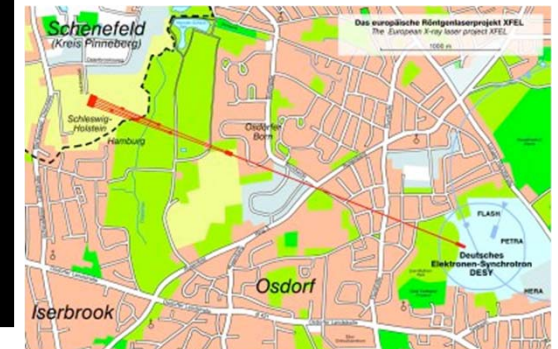 Das europäische Röntgenlaserprojekt XFEL
The European X-ray laser project XFEL
1000 m
Schenefeld
(Kreis Pinneberg)
Schleswig-
Holstein
Hamburg
Osdorfer
Born
FLASH
PETRA
Deutsches
Elektronen-Synchrotron
DESY
HERA
Osdorf
Iserbrook